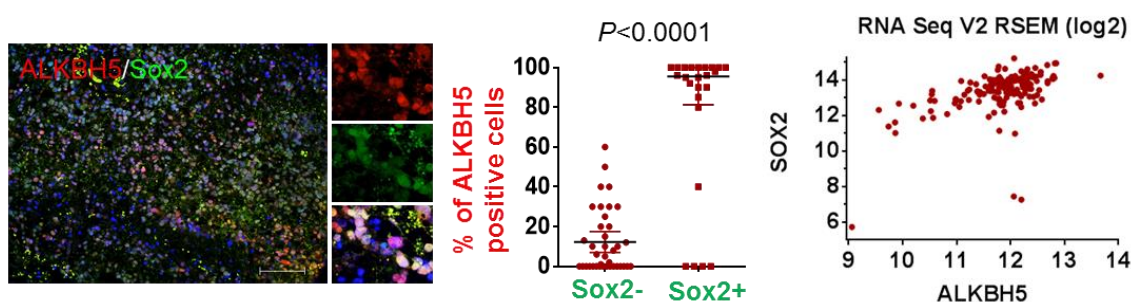 ALKBH5/Sox2
P<0.0001
% of ALKBH5
positive cells
100
80
60
40
20
0
Sox2-
Sox2+
RNA Seq V2 RSEM (log2)
SOX2
14
12
10
8
6
9
10
11
12
13
14
ALKBH5